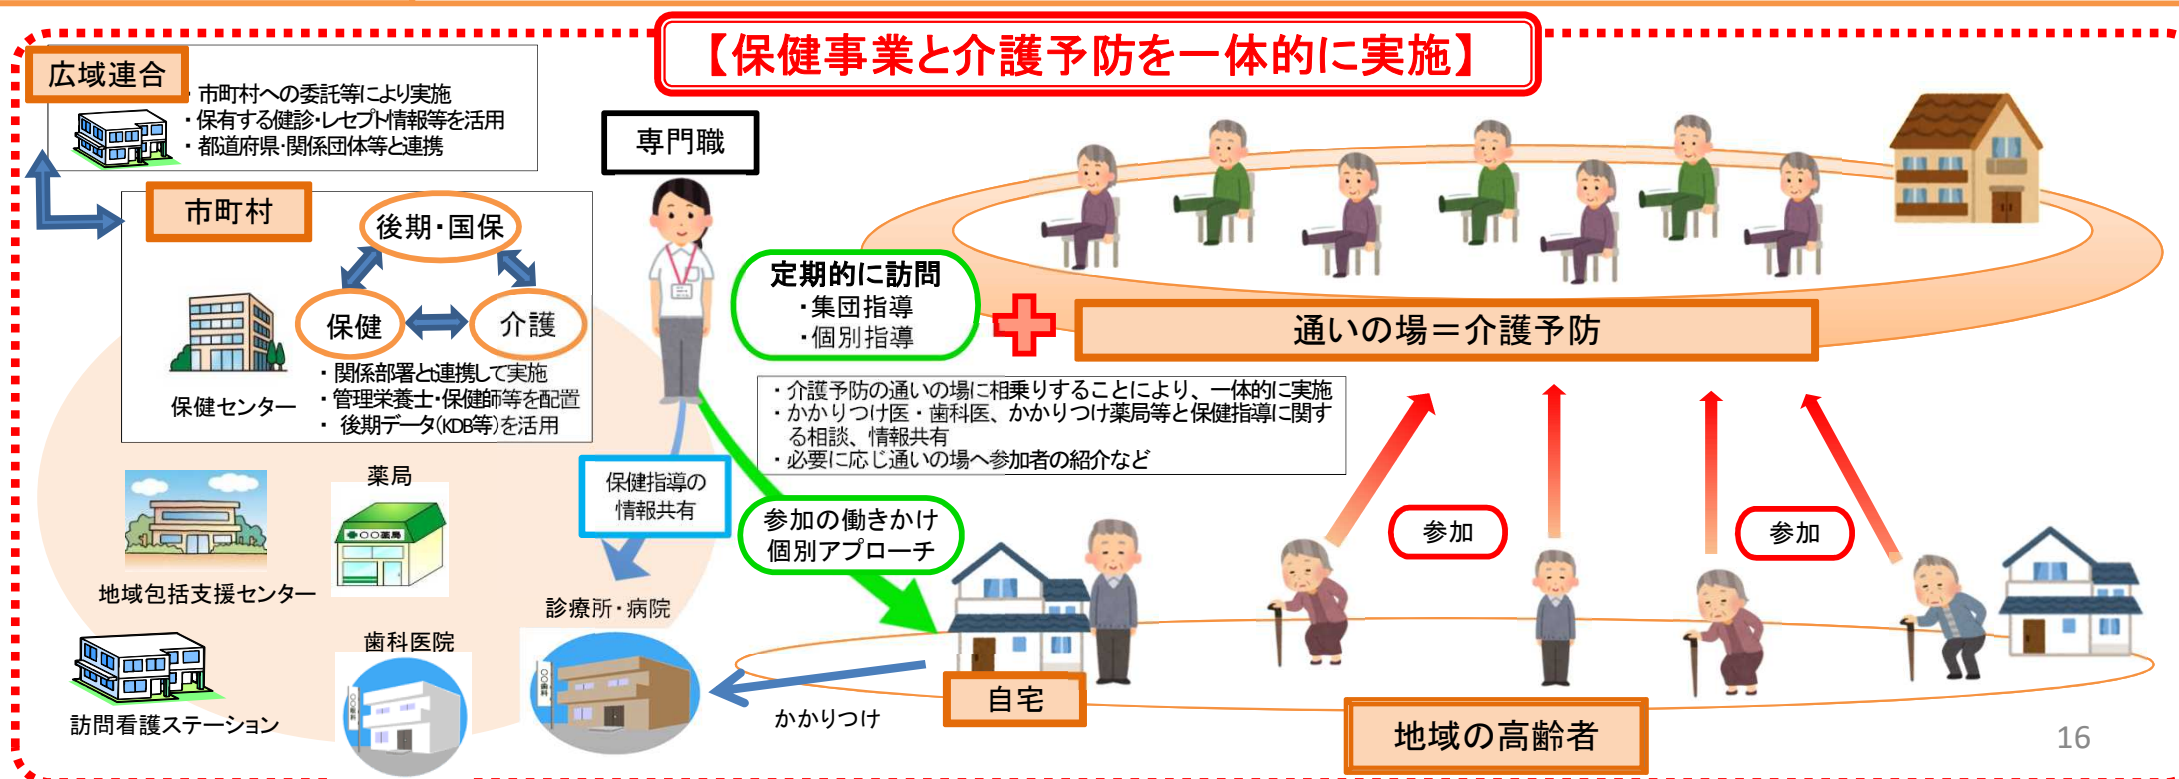 【保健事業と介護予防を一体的に実施】
広域連合
・ 市町村への委託等により実施
・保有する健診・レセプト情報等を活用
・ 都道府県・関係団体等と連携
市町村
後期・国保
保健
介護
保健センター
・ 関係部署と連携して実施
・管理栄養士・保健師等を配置
・ 後期データ(KDB等)を活用
専門職
定期的に訪問
・集団指導
・個別指導
通いの場＝介護予防
・介護予防の通いの場に相乗りすることにより、一体的に実施
・かかりつけ医・歯科医、かかりつけ薬局等と保健指導に関す
る相談、情報共有
・必要に応じ通いの場へ参加者の紹介など
保健指導の
情報共有
参加の働きかけ
個別アプローチ
参加
参加
薬局
〇〇薬局
地域包括支援センター
診療所・病院
歯科医院
〇〇歯科
〇〇歯科
訪問看護ステーション
かかりつけ
自宅
地域の高齢者
16